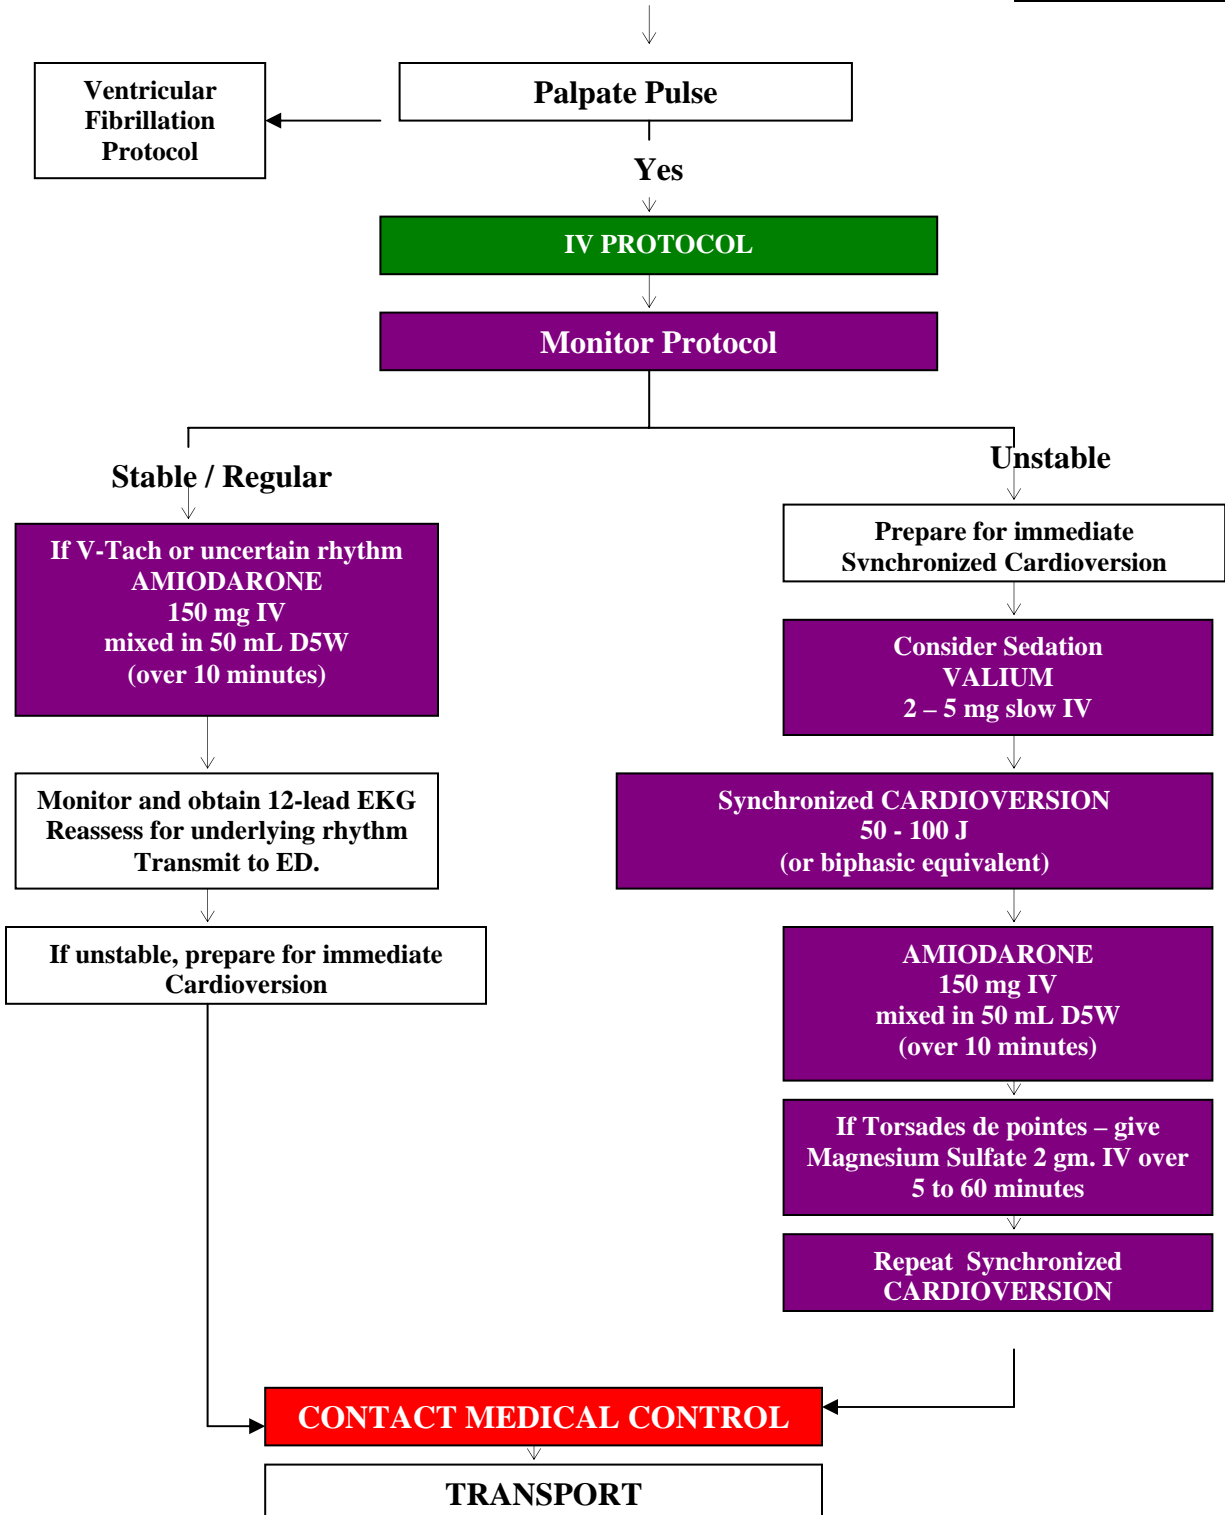 Ventricular
Fibrillation
Protocol
Palpate Pulse
Yes
IV PROTOCOL
Monitor Protocol
Stable / Regular
If V-Tach or uncertain rhythm
AMIODARONE
150 mg IV
mixed in 50 mL D5W
(over 10 minutes)
Monitor and obtain 12-lead EKG
Reassess for underlying rhythm
Transmit to ED.
If unstable, prepare for immediate
Cardioversion
Unstable
Prepare for immediate
Synchronized Cardioversion
Consider Sedation
VALIUM
2 – 5 mg slow IV
Synchronized CARDIOVERSION
50 - 100 J
(or biphasic equivalent)
AMIODARONE
150 mg IV
mixed in 50 mL D5W
(over 10 minutes)
If Torsades de pointes – give
Magnesium Sulfate 2 gm. IV over
5 to 60 minutes
Repeat  Synchronized
CARDIOVERSION
CONTACT MEDICAL CONTROL
TRANSPORT